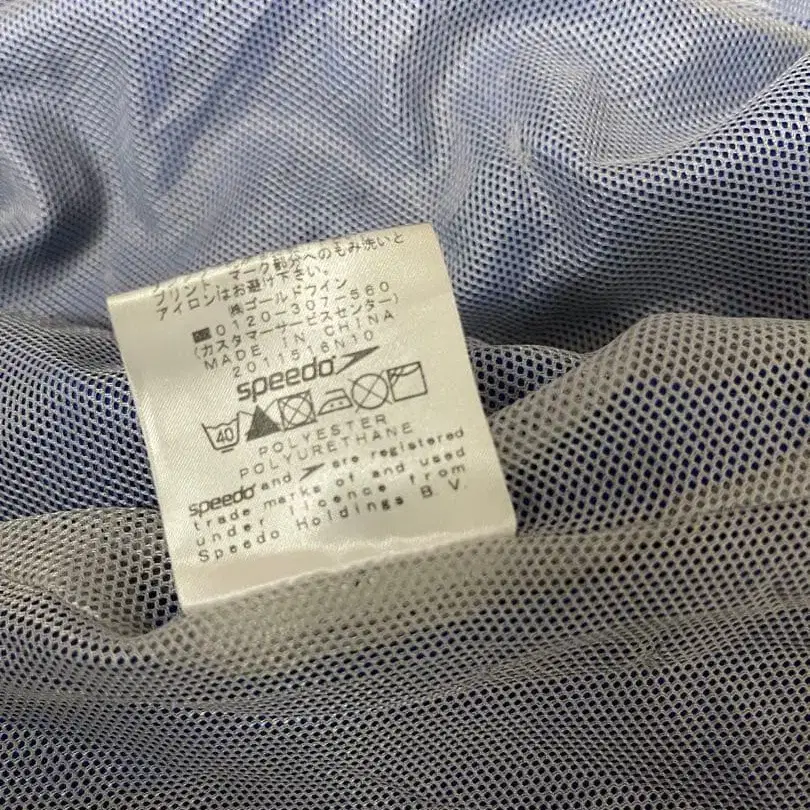 プリント、マーク部分へのもみ洗いと
アイロンはお避け下さい。
㈱ゴールドウイン
0120-307-560
(カスタマーサービスセンター)
MADE IN CHINA
2011516N10
speedo
40
POLYESTER
POLYURETHANE
speedo and are registered
trade marks of and used
under licence from
Speedo Holdings B.V.